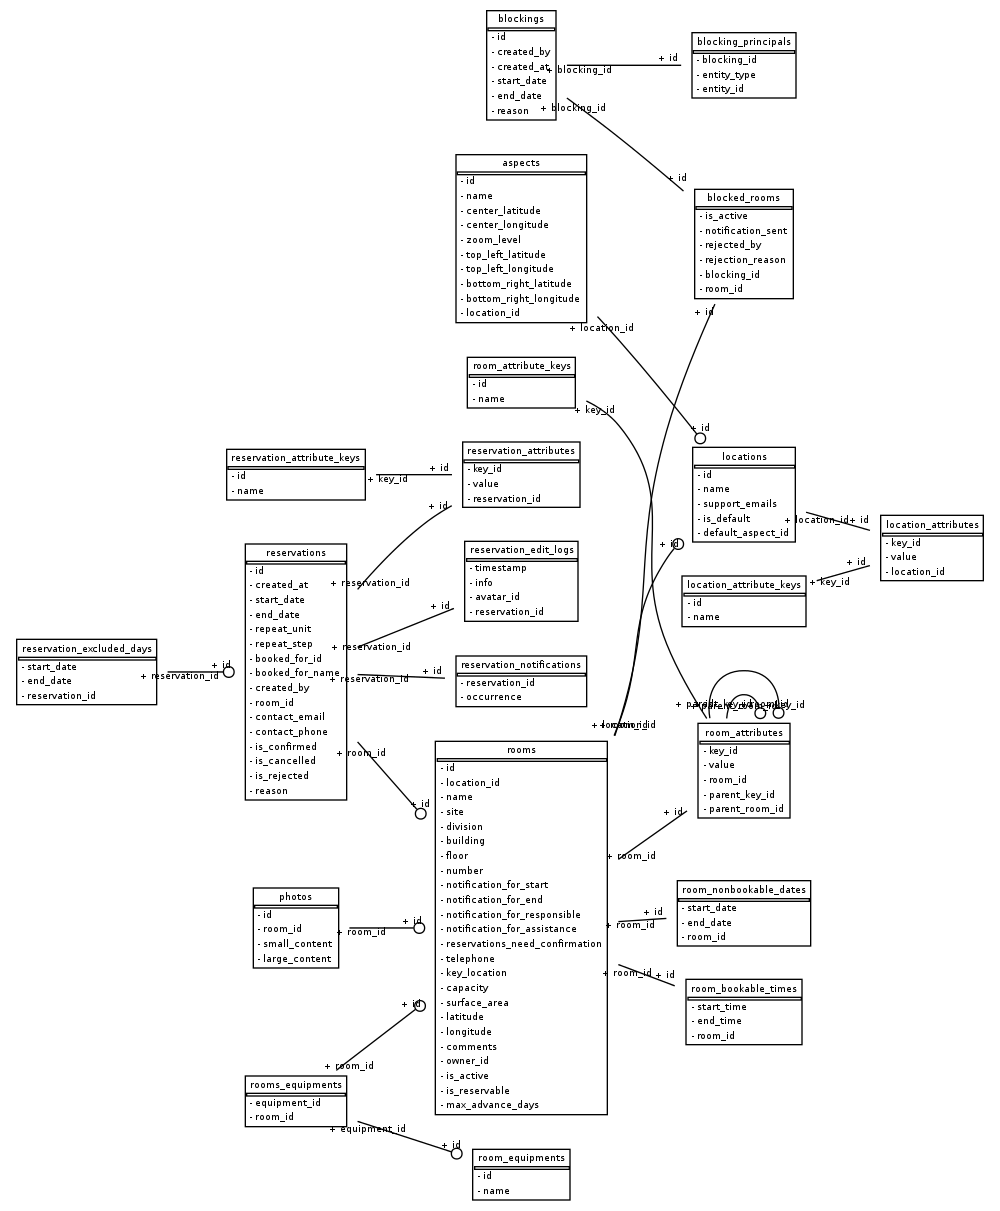 blockings
- id
- created_by
- created_at
- start_date
- end_date
- reason
+ blocking_id
+ id
+ blocking_id
blocking_principals
- blocking_id
- entity_type
- entity_id
aspects
- id
- name
- center_latitude
- center_longitude
- zoom_level
- top_left_latitude
- top_left_longitude
- bottom_right_latitude
- bottom_right_longitude
- location_id
+ location_id
+ id
blocked_rooms
- is_active
- notification_sent
- rejected_by
- rejection_reason
- blocking_id
- room_id
+ id
room_attribute_keys
- id
- name
+ key_id
+ id
reservation_attribute_keys
- id
- name
+ key_id
+ id
reservation_attributes
- key_id
- value
- reservation_id
+ id
locations
- id
- name
- support_emails
- is_default
- default_aspect_id
+ location_id
+ id
location_attributes
- key_id
- value
- location_id
+ id
location_attribute_keys
- id
- name
+ id
+ key_id
reservations
- id
- created_at
- start_date
- end_date
- repeat_unit
- repeat_step
- booked_for_id
- booked_for_name
- created_by
- room_id
- contact_email
- contact_phone
- is_confirmed
- is_cancelled
- is_rejected
- reason
+ reservation_id
+ reservation_id
+ reservation_id
+ room_id
reservation_edit_logs
- timestamp
- info
- avatar_id
- reservation_id
+ id
reservation_excluded_days
- start_date
- end_date
- reservation_id
+ id
+ reservation_id
reservation_notifications
- reservation_id
- occurrence
+ id
+ id
rooms
- id
- location_id
- name
- site
- division
- building
- floor
- number
- notification_for_start
- notification_for_end
- notification_for_responsible
- notification_for_assistance
- reservations_need_confirmation
- telephone
- key_location
- capacity
- surface_area
- latitude
- longitude
- comments
- owner_id
- is_active
- is_reservable
- max_advance_days
room_attributes
- key_id
- value
- room_id
- parent_key_id
- parent_room_id
+ id
+ room_id
photos
- id
- room_id
- small_content
- large_content
+ id
+ room_id
room_nonbookable_dates
- start_date
- end_date
- room_id
+ id
+ room_id
room_bookable_times
- start_time
- end_time
- room_id
+ room_id
+ id
+ id
+ room_id
rooms_equipments
- equipment_id
- room_id
+ equipment_id
+ id
room_equipments
- id
- name